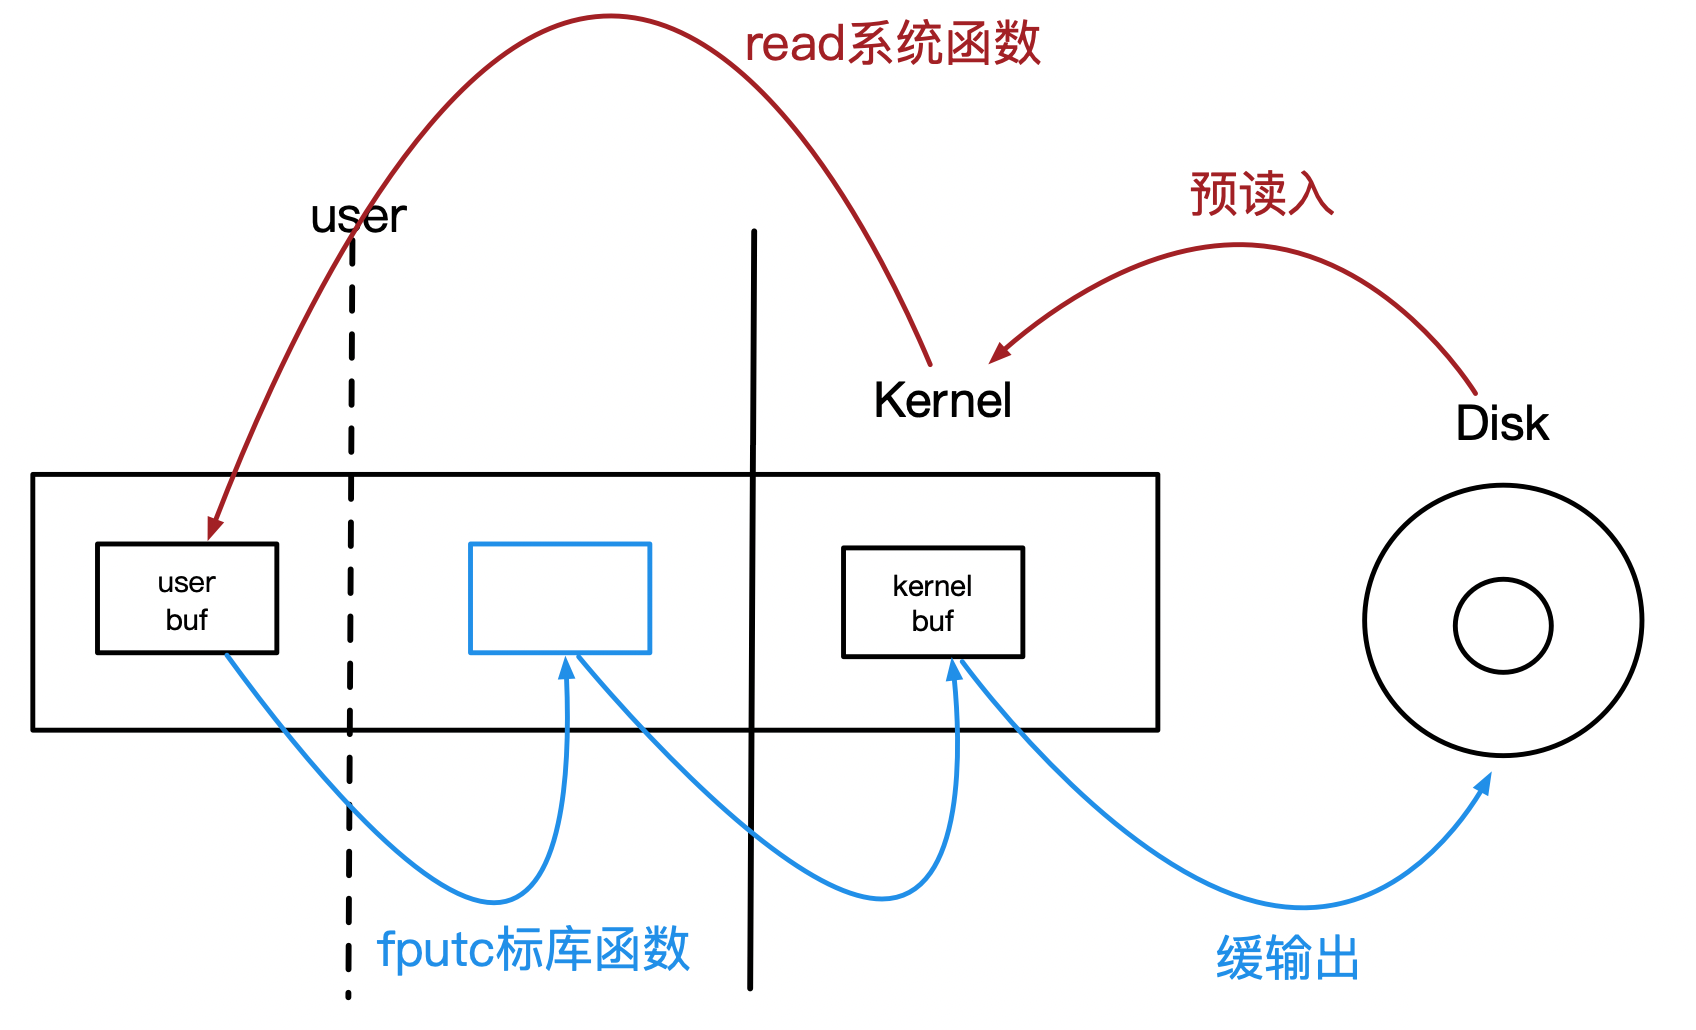 read系统函数
预读入
user
Kernel
Disk
user
buf
kernel
buf
fputc标库函数
缓输出